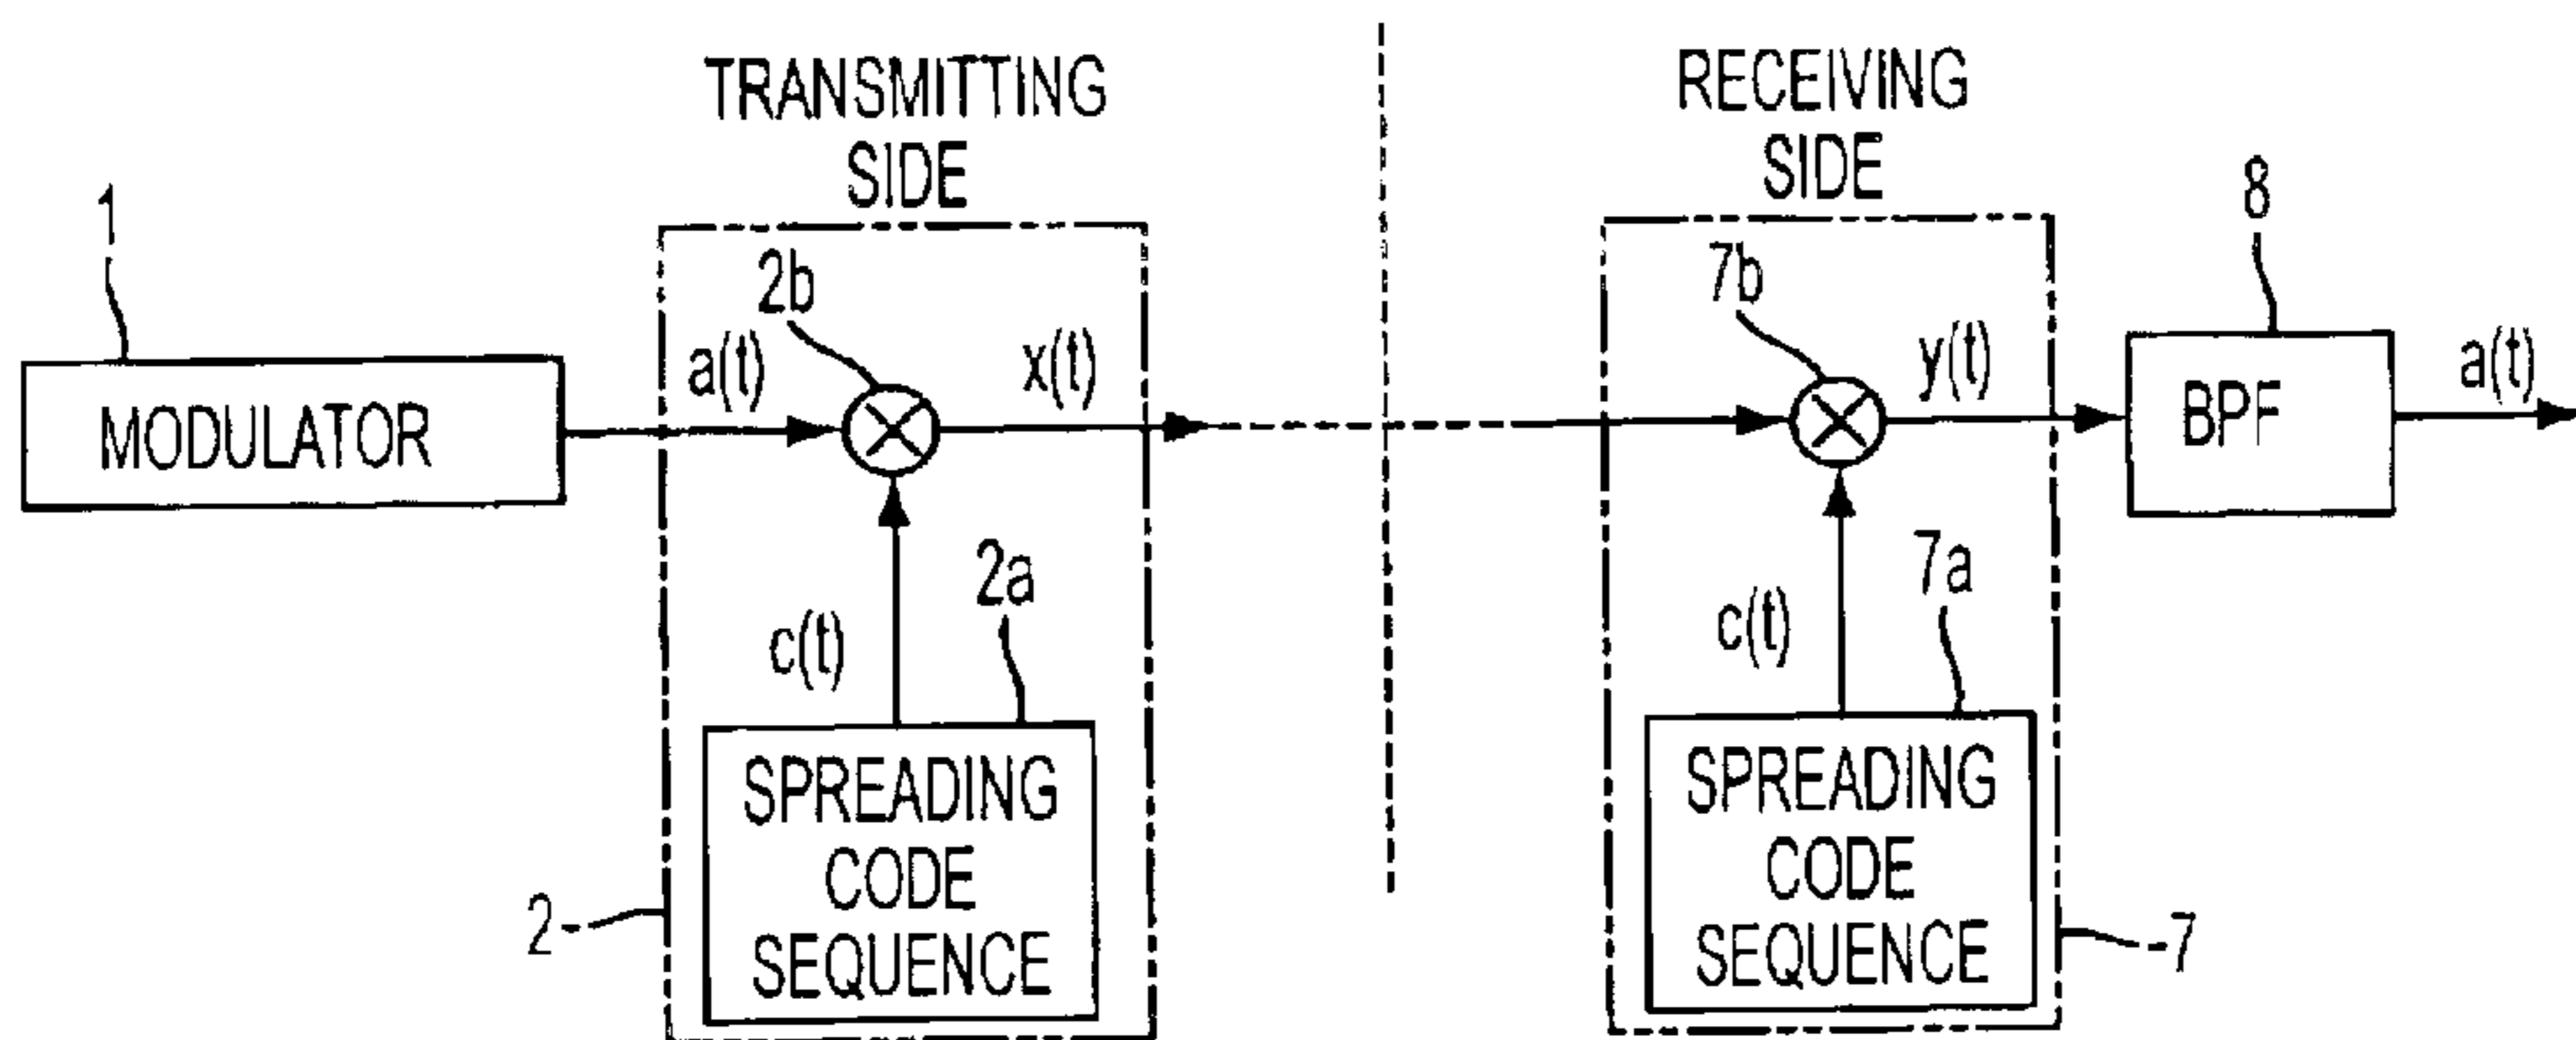 TRANSMITTING
SIDE
RECEIVING
SIDE
1
2b
7b
8
a(t)
x(t)
y(t)
a(t)
MODULATOR
BPF
c(t)
2a
c(t)
7a
SPREADING
CODE
SEQUENCE
SPREADING
CODE
SEQUENCE
2
7